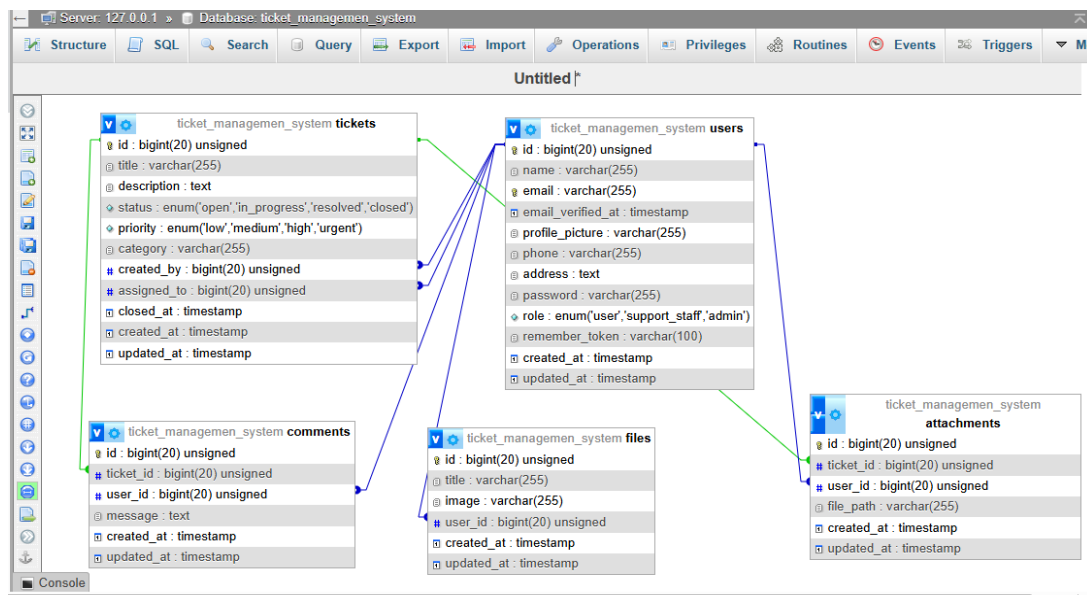 Server: 127.0.0.1 » Database: ticket_managemen_system
Structure SQL Search Query Export Import Operations Privileges Routines Events Triggers M
Untitled *
ticket_managemen_system tickets
id : bigint(20) unsigned
title : varchar(255)
description : text
status : enum('open','in_progress','resolved','closed')
priority : enum('low','medium','high','urgent')
category : varchar(255)
created_by : bigint(20) unsigned
assigned_to : bigint(20) unsigned
closed_at : timestamp
created_at : timestamp
updated_at : timestamp
ticket_managemen_system users
id : bigint(20) unsigned
name : varchar(255)
email : varchar(255)
email_verified_at : timestamp
profile_picture : varchar(255)
phone : varchar(255)
address : text
password : varchar(255)
role : enum('user','support_staff','admin')
remember_token : varchar(100)
created_at : timestamp
updated_at : timestamp
ticket_managemen_system comments
id : bigint(20) unsigned
ticket_id : bigint(20) unsigned
user_id : bigint(20) unsigned
message : text
created_at : timestamp
updated_at : timestamp
ticket_managemen_system files
id : bigint(20) unsigned
title : varchar(255)
image : varchar(255)
user_id : bigint(20) unsigned
created_at : timestamp
updated_at : timestamp
ticket_managemen_system
attachments
id : bigint(20) unsigned
ticket_id : bigint(20) unsigned
user_id : bigint(20) unsigned
file_path : varchar(255)
created_at : timestamp
updated_at : timestamp
Console